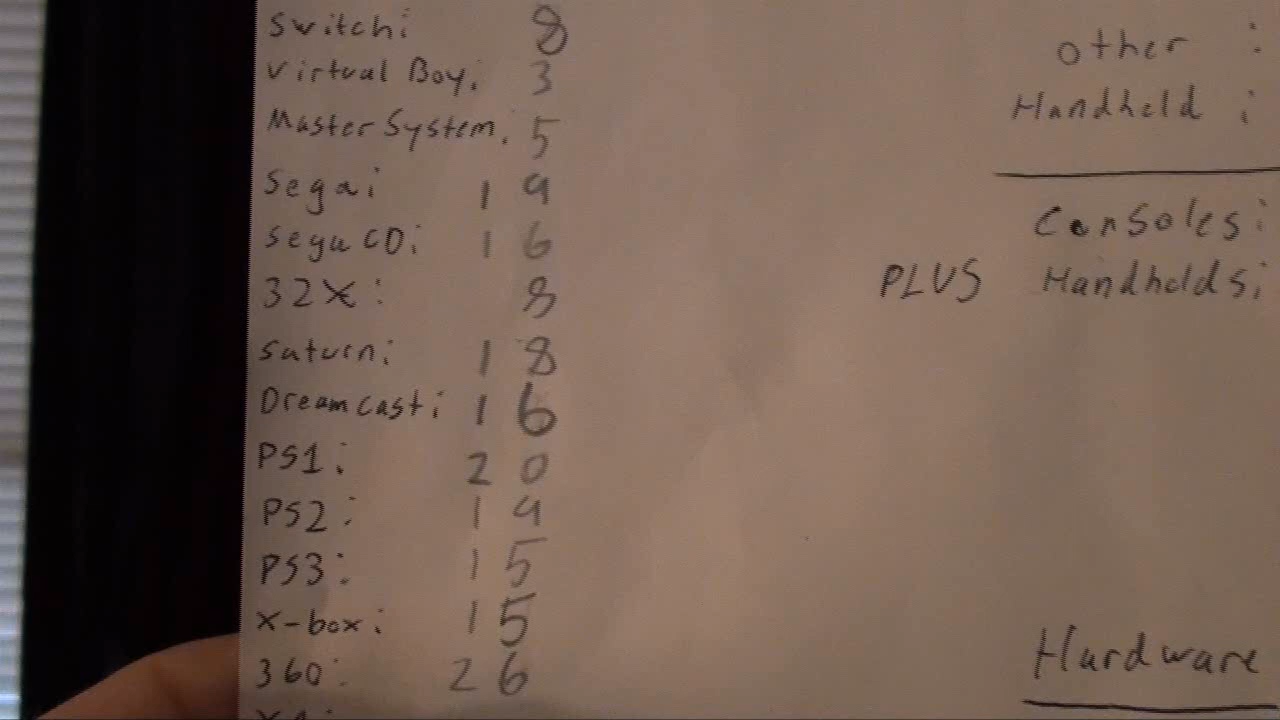 Switch: 8
Virtual Boy: 3
Master System: 5
Sega: 19
Sega CD: 16
32X: 8
Saturn: 18
Dreamcast: 16
PS1: 20
PS2: 19
PS3: 15
X-box: 15
360: 26
Other :
Handheld :
Consoles:
PLUS Handhelds:
Hardware